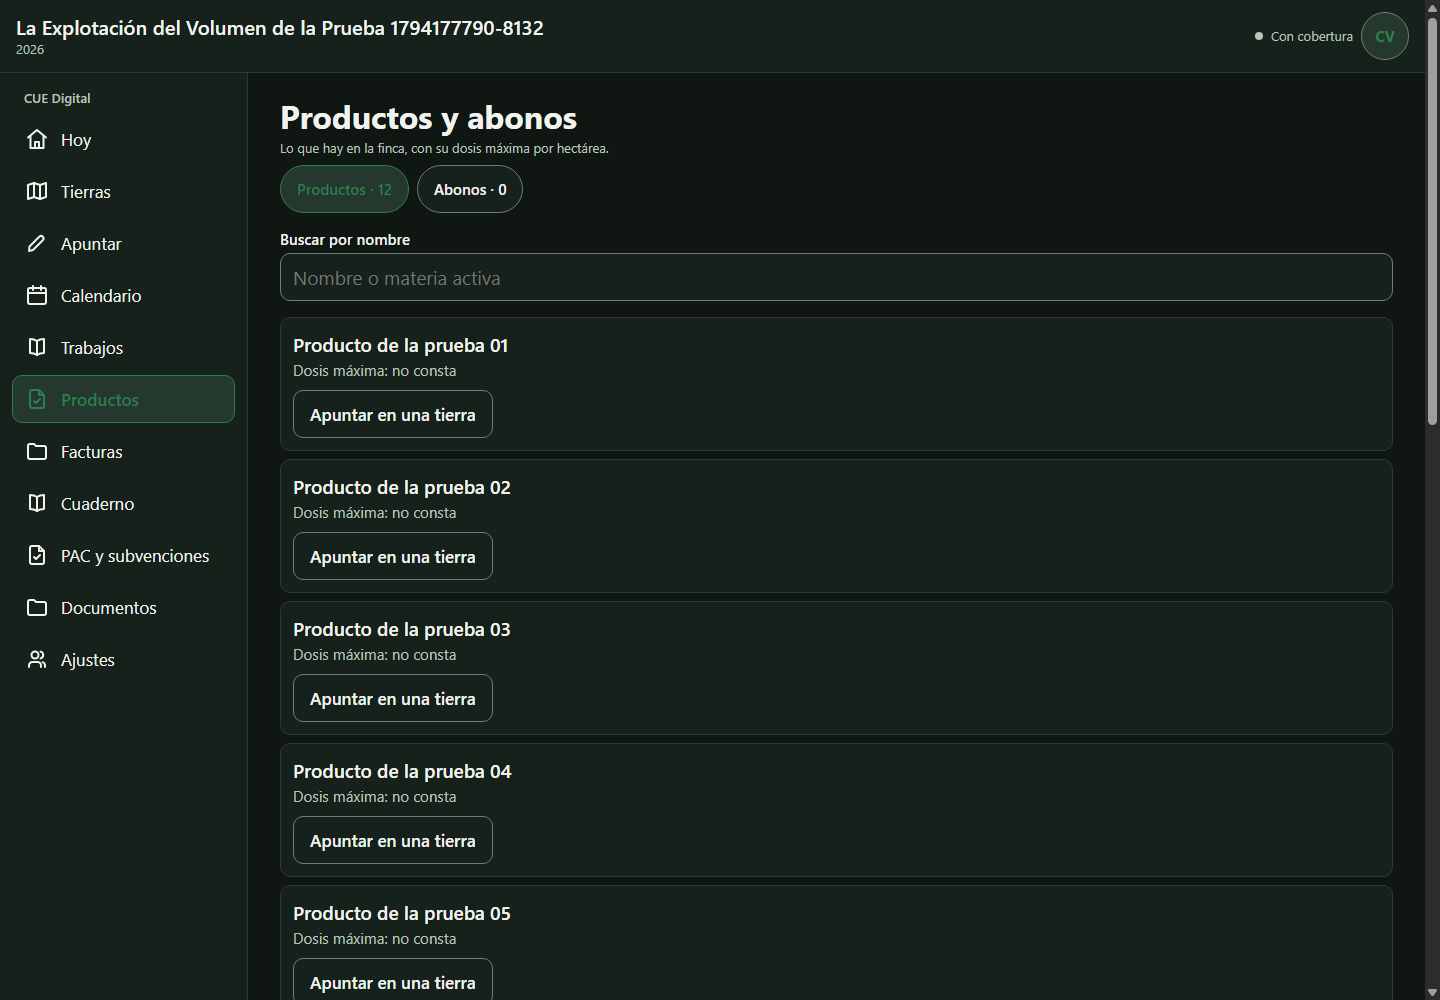 La Explotación del Volumen de la Prueba 1794177790-8132
2026
Con cobertura
CV
CUE Digital
Hoy
Tierras
Apuntar
Calendario
Trabajos
Productos
Facturas
Cuaderno
PAC y subvenciones
Documentos
Ajustes
Productos y abonos
Lo que hay en la finca, con su dosis máxima por hectárea.
Productos · 12
Abonos · 0
Buscar por nombre
Nombre o materia activa
Producto de la prueba 01
Dosis máxima: no consta
Apuntar en una tierra
Producto de la prueba 02
Dosis máxima: no consta
Apuntar en una tierra
Producto de la prueba 03
Dosis máxima: no consta
Apuntar en una tierra
Producto de la prueba 04
Dosis máxima: no consta
Apuntar en una tierra
Producto de la prueba 05
Dosis máxima: no consta
Apuntar en una tierra